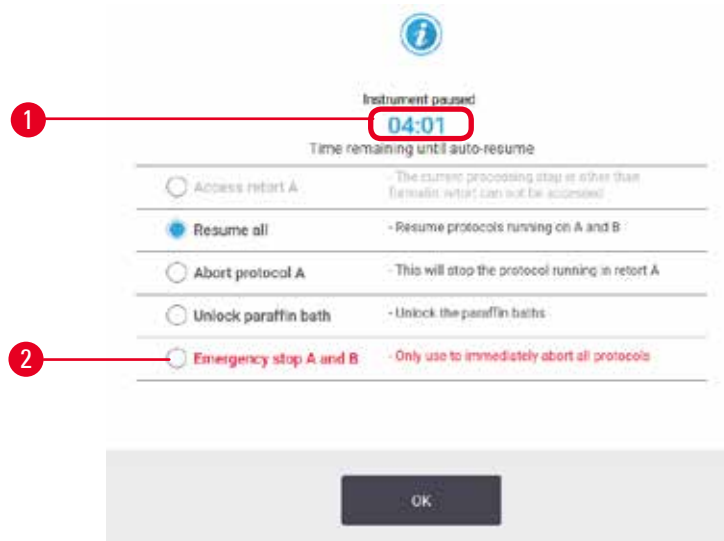 i
Instrument paused
1
04:01
Time remaining until auto-resume
Access retort A - The current processing step is other than
formalin retort can not be accessed
Resume all - Resume protocols running on A and B
Abort protocol A - This will stop the protocol running in retort A
Unlock paraffin bath - Unlock the paraffin baths
2
Emergency stop A and B - Only use to immediately abort all protocols
OK